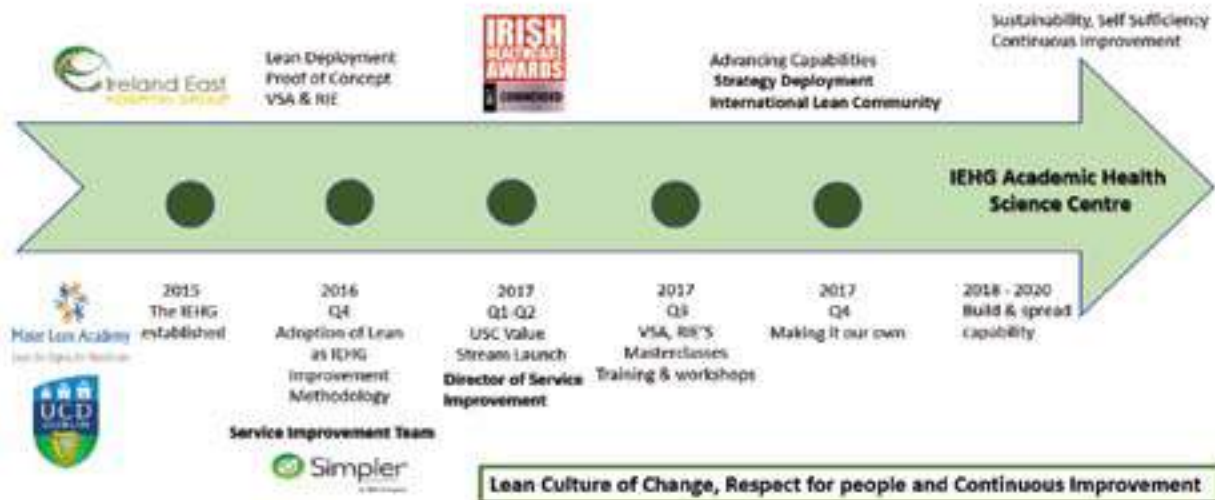 Ireland East
HOSPITAL GROUP
Lean Deployment
Proof of Concept
VSA & RIE
IRISH
HEALTHCARE
AWARDS
COMMENDED
Advancing Capabilities
Strategy Deployment
International Lean Community
Sustainability, Self Sufficiency
Continuous Improvement
IEHG Academic Health
Science Centre
Mater Lean Academy
UCD
DUBLIN
2015
The IEHG
established
2016
Q4
Adoption of Lean
as IEHG
Improvement
Methodology
Service Improvement Team
Simpler
2017
Q1-Q2
USC Value
Stream Launch
Director of Service
Improvement
2017
Q3
VSA, RIE'S
Masterclasses
Training & workshops
2017
Q4
Making it our own
2018 - 2020
Build & spread
capability
Lean Culture of Change, Respect for people and Continuous Improvement